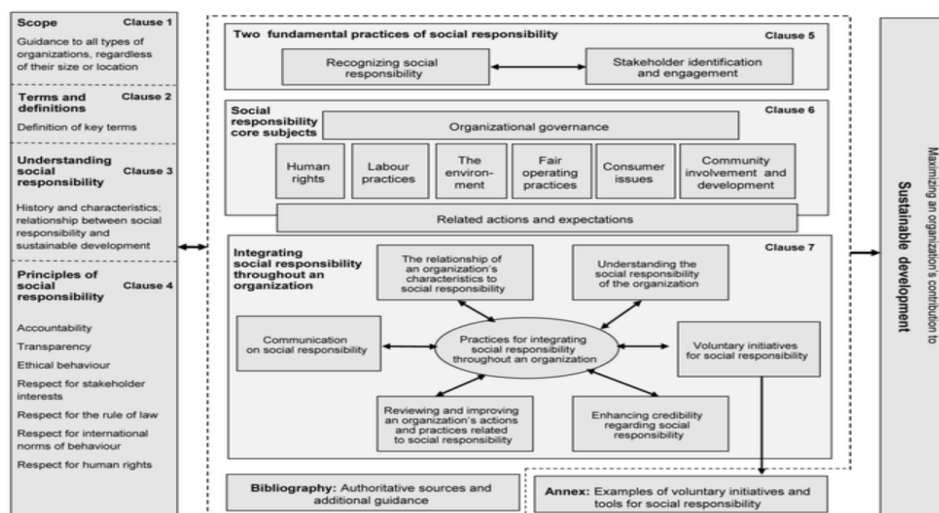 Scope Clause 1
Guidance to all types
of organizations, regardless
of their size or location
Terms and
definitions Clause 2
Definition of key terms
Understanding
social
responsibility Clause 3
History and characteristics;
relationship between social
responsibility and
sustainable development
Principles of
social
responsibility Clause 4
Accountability
Transparency
Ethical behaviour
Respect for stakeholder
interests
Respect for the rule of law
Respect for international
norms of behaviour
Respect for human rights
Two fundamental practices of social responsibility Clause 5
Recognizing social
responsibility
Stakeholder identification
and engagement
Social
responsibility
core subjects
Clause 6
Organizational governance
Human
rights
Labour
practices
The
environ-
ment
Fair
operating
practices
Consumer
issues
Community
involvement and
development
Related actions and expectations
Integrating
social responsibility
throughout an
organization
Clause 7
The relationship of
an organization's
characteristics to
social responsibility
Understanding the
social responsibility
of the organization
Communication
on social responsibility
Practices for integrating
social responsibility
throughout an organization
Voluntary initiatives
for social responsibility
Reviewing and improving
an organization's actions
and practices related
to social responsibility
Enhancing credibility
regarding social
responsibility
Bibliography: Authoritative sources and
additional guidance
Annex: Examples of voluntary initiatives and
tools for social responsibility
Maximizing an organization's contribution to
Sustainable development